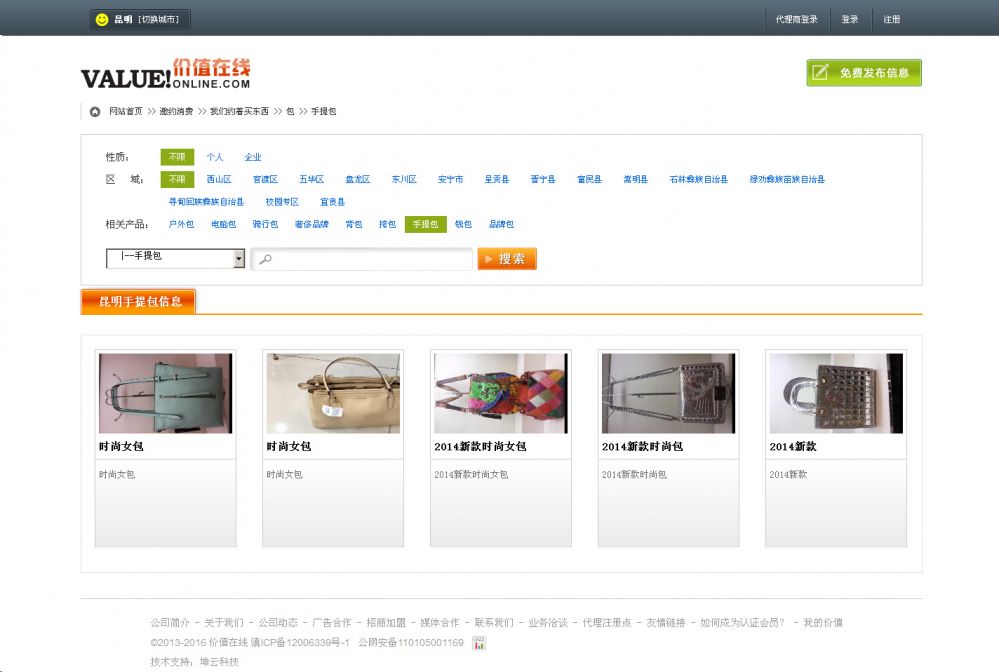 昆明 [切换城市] 代理商登录 登录 注册
VALUE! 价值在线
ONLINE.COM
免费发布信息
网站首页 >> 邀约消费 >> 我们约着买东西 >> 包 >> 手提包
性质： 不限 个人 企业
区 域： 不限 西山区 官渡区 五华区 盘龙区 东川区 安宁市 呈贡县 晋宁县 富民县 嵩明县 石林彝族自治县 禄劝彝族苗族自治县
寻甸回族彝族自治县 校园专区 宜良县
相关产品： 户外包 电脑包 骑行包 奢侈品牌 背包 挎包 手提包 钱包 品牌包
|--手提包 搜索
昆明手提包信息
时尚女包 时尚女包 2014新款时尚女包 2014新款时尚包 2014新款
时尚女包 时尚女包 2014新款时尚女包 2014新款时尚包 2014新款
公司简介 - 关于我们 - 公司动态 - 广告合作 - 招商加盟 - 媒体合作 - 联系我们 - 业务洽谈 - 代理注册点 - 友情链接 - 如何成为认证会员？ - 我的价值
©2013-2016 价值在线 滇ICP备12006339号-1 公网安备110105001169
技术支持：坤云科技